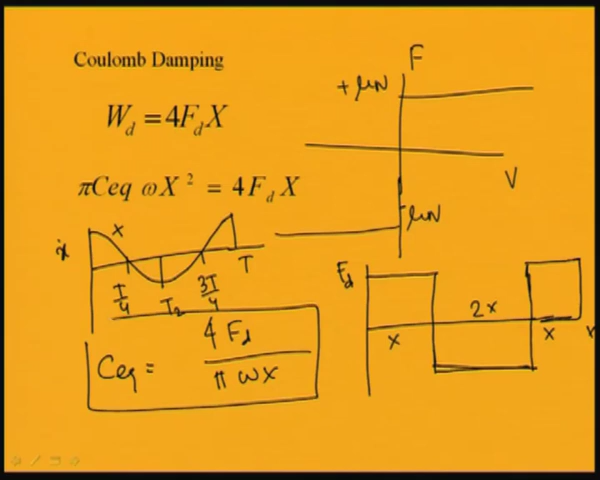 Coulomb Damping
W_d = 4F_d X
πCeq ωX² = 4F_d X
F
+μN
V
-μN
ẋ
x
T/4
T/2
3T/4
T
Ceq = 4F_d / πωX
F_d
x
2x
x